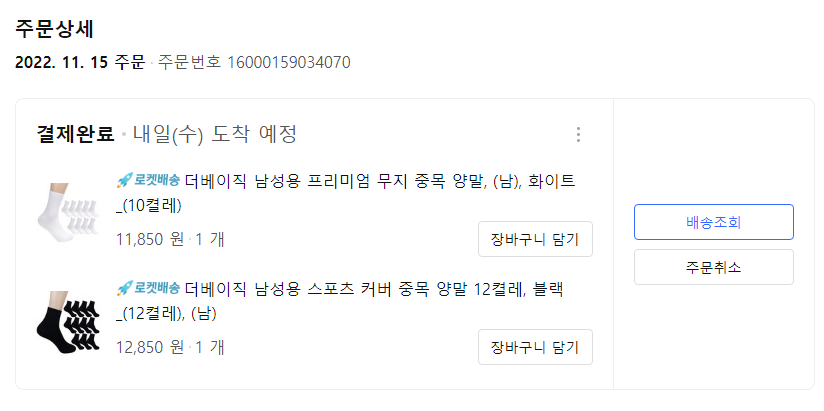 주문상세
2022. 11. 15 주문 · 주문번호 16000159034070
결제완료 · 내일(수) 도착 예정
로켓배송 더베이직 남성용 프리미엄 무지 중목 양말, (남), 화이트
_(10켤레)
11,850 원 · 1 개
장바구니 담기
로켓배송 더베이직 남성용 스포츠 커버 중목 양말 12켤레, 블랙
_(12켤레), (남)
12,850 원 · 1 개
장바구니 담기
배송조회
주문취소